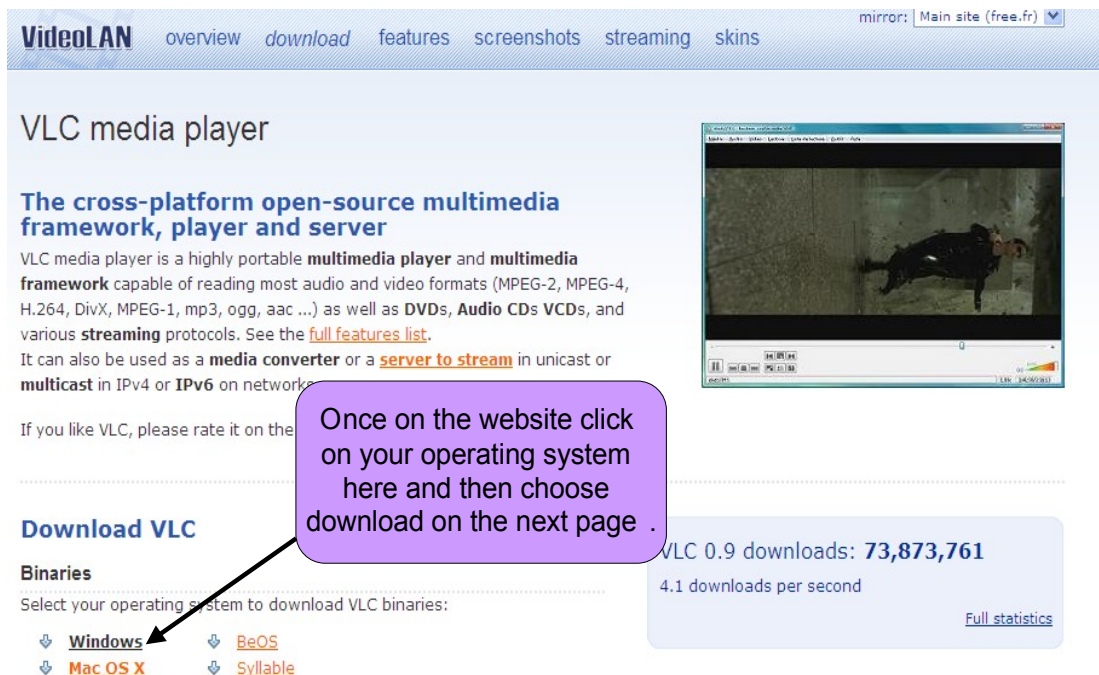 mirror: Main site (free.fr)
VideoLAN overview download features screenshots streaming skins
VLC media player
The cross-platform open-source multimedia
framework, player and server
VLC media player is a highly portable multimedia player and multimedia
framework capable of reading most audio and video formats (MPEG-2, MPEG-4,
H.264, DivX, MPEG-1, mp3, ogg, aac ...) as well as DVDs, Audio CDs VCDs, and
various streaming protocols. See the full features list.
It can also be used as a media converter or a server to stream in unicast or
multicast in IPv4 or IPv6 on networks
If you like VLC, please rate it on the
Once on the website click
on your operating system
here and then choose
download on the next page .
Download VLC
Binaries
Select your operating system to download VLC binaries:
Windows BeOS
Mac OS X Syllable
VLC 0.9 downloads: 73,873,761
4.1 downloads per second
Full statistics